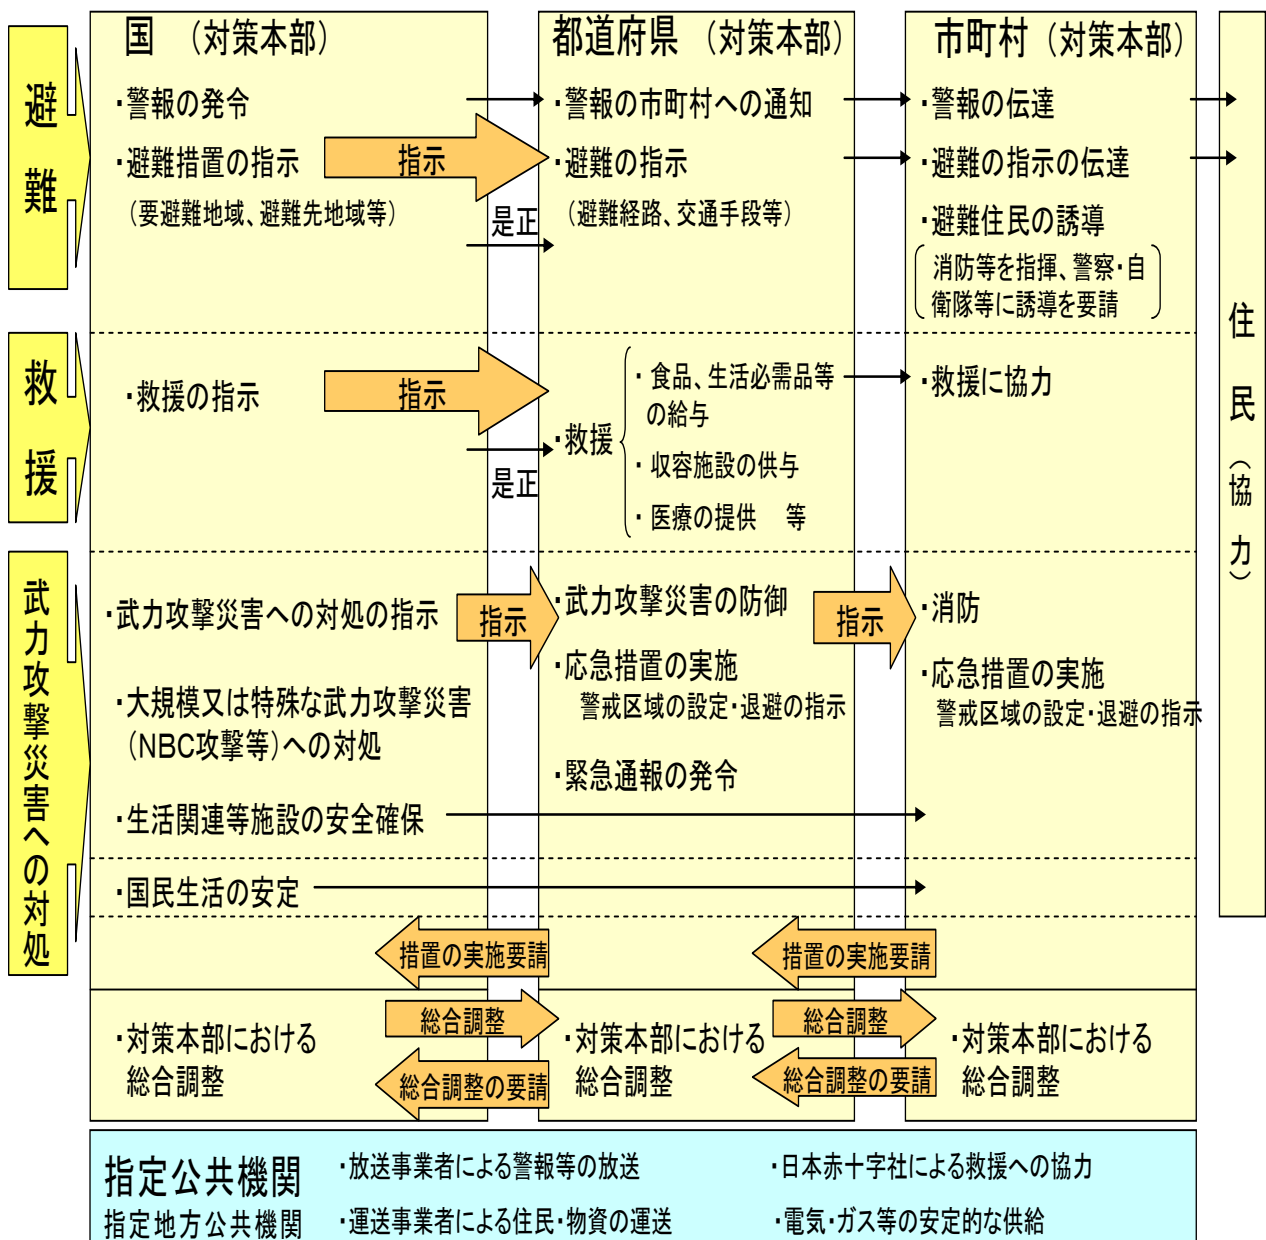 国 （対策本部）
都道府県 （対策本部）
市町村（対策本部）
避難
・警報の発令
・警報の市町村への通知
・警報の伝達
・避難措置の指示
指示
・避難の指示
・避難の指示の伝達
（要避難地域、避難先地域等）
是正
（避難経路、交通手段等）
・避難住民の誘導
消防等を指揮、警察・自
衛隊等に誘導を要請
住民（協力）
救援
・救援の指示
指示
是正
・救援
・食品、生活必需品等
の給与
・収容施設の供与
・医療の提供 等
・救援に協力
武力攻撃災害への対処
・武力攻撃災害への対処の指示
指示
・武力攻撃災害の防御
指示
・消防
・応急措置の実施
警戒区域の設定・退避の指示
・応急措置の実施
警戒区域の設定・退避の指示
・大規模又は特殊な武力攻撃災害
（NBC攻撃等）への対処
・緊急通報の発令
・生活関連等施設の安全確保
・国民生活の安定
措置の実施要請
措置の実施要請
総合調整
総合調整
・対策本部における
総合調整
・対策本部における
総合調整
・対策本部における
総合調整
総合調整の要請
総合調整の要請
指定公共機関
指定地方公共機関
・放送事業者による警報等の放送
・日本赤十字社による救援への協力
・運送事業者による住民・物資の運送
・電気・ガス等の安定的な供給